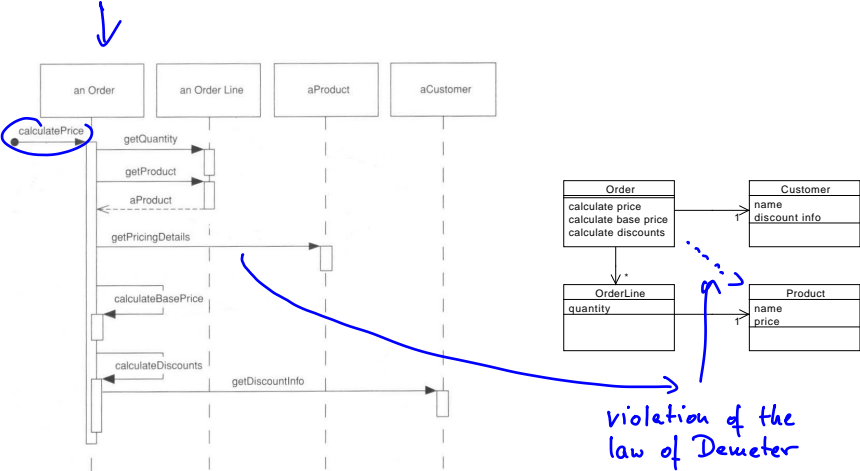 an Order
an Order Line
aProduct
aCustomer
calculatePrice
getQuantity
getProduct
aProduct
getPricingDetails
calculateBasePrice
calculateDiscounts
getDiscountInfo
Order
calculate price
calculate base price
calculate discounts
Customer
name
discount info
1
*
OrderLine
quantity
1
Product
name
price
violation of the
law of Demeter